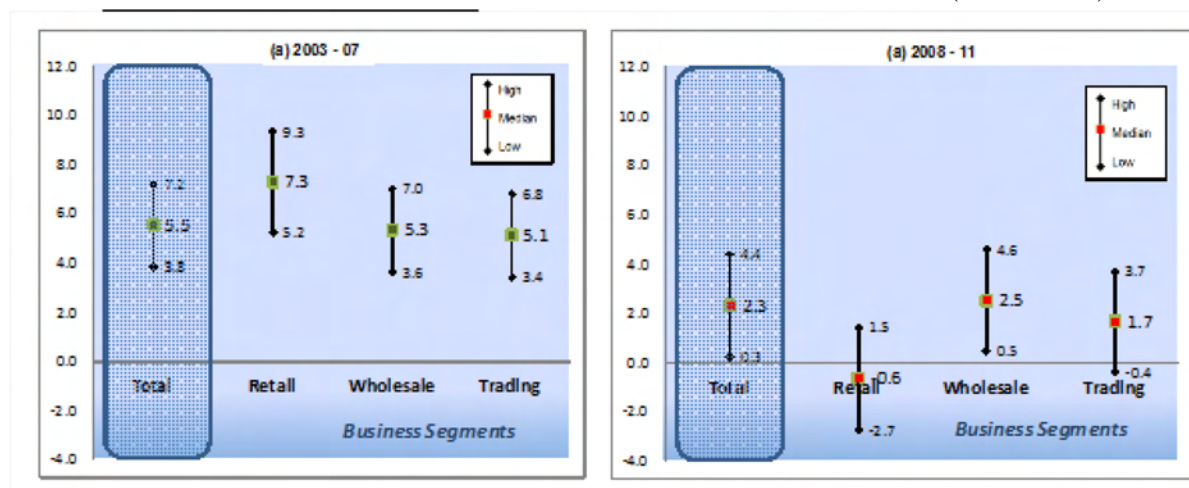 (a) 2003 - 07
12.0
10.0
8.0
6.0
4.0
2.0
0.0
-2.0
-4.0
High
Median
Low
7.2
5.5
3.8
9.3
7.3
5.2
7.0
5.3
3.6
6.8
5.1
3.4
Total
Retail
Wholesale
Trading
Business Segments
(a) 2008 - 11
12.0
10.0
8.0
6.0
4.0
2.0
0.0
-2.0
-4.0
High
Median
Low
4.4
2.3
0.3
1.5
-0.6
-2.7
4.6
2.5
0.5
3.7
1.7
-0.4
Total
Retail
Wholesale
Trading
Business Segments